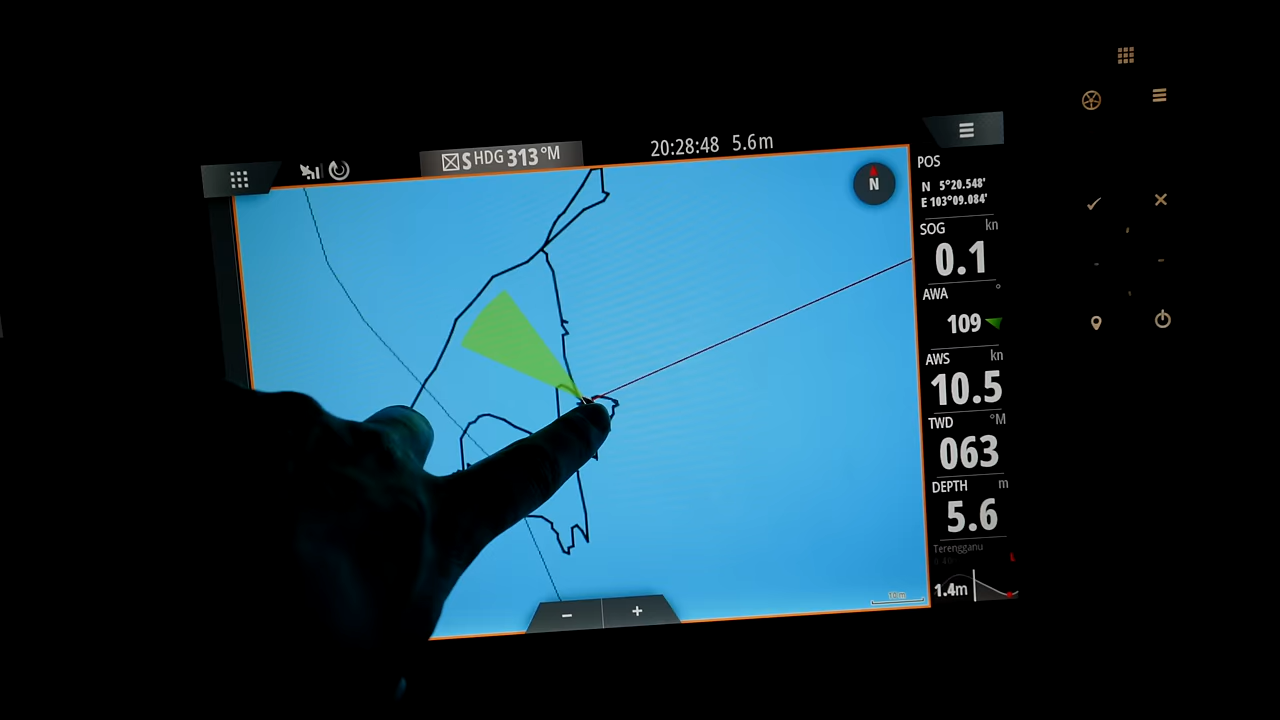 S HDG 313°M
20:28:48 5.6m
N
POS
N 5°20.548'
E 103°09.084'
SOG kn
0.1
AWA °
109
AWS kn
10.5
TWD °M
063
DEPTH m
5.6
Terengganu
1.4m
10 m
- +